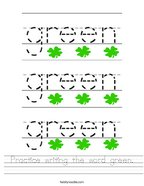 green
green
green
Practice writing the word green.
twistynoodle.com